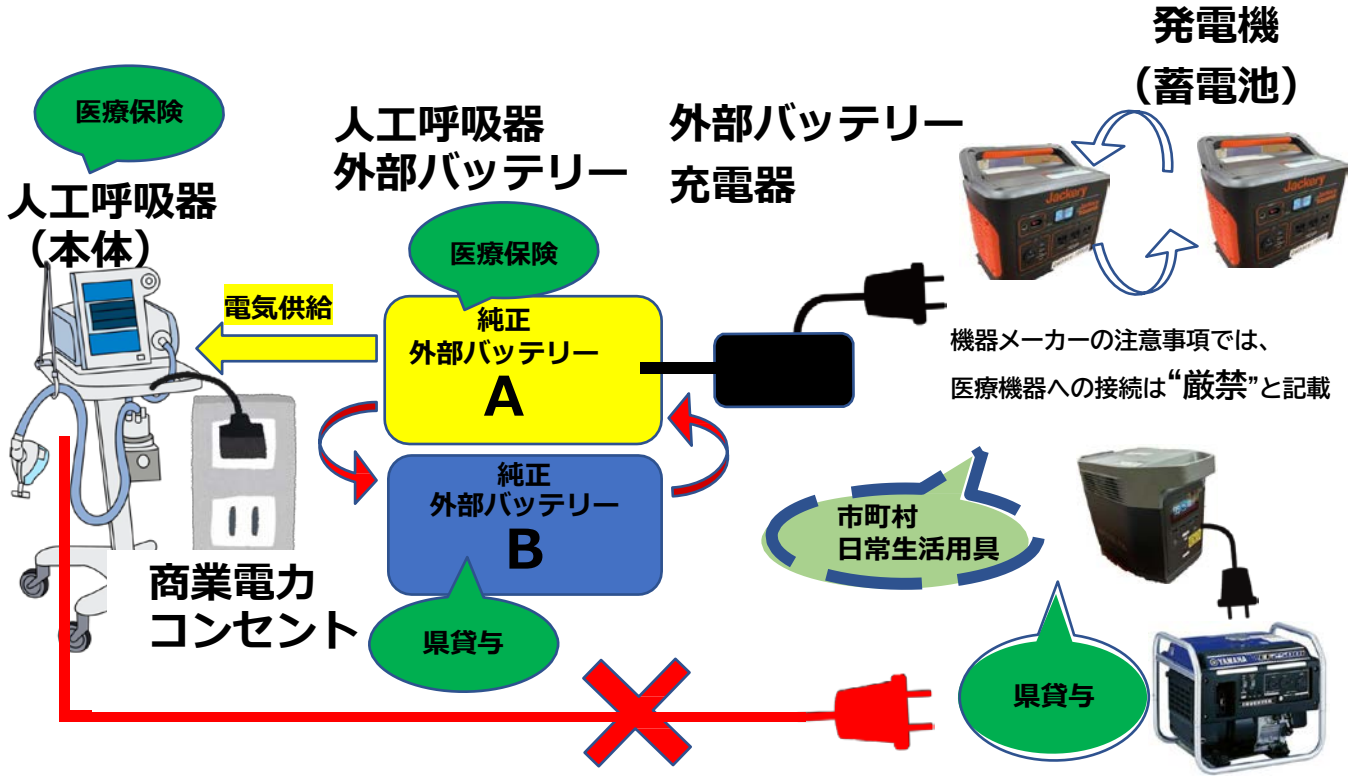 発電機
（蓄電池）
医療保険
人工呼吸器
外部バッテリー
外部バッテリー
充電器
人工呼吸器
（本体）
医療保険
Jackery
Jackery
電気供給
純正
外部バッテリー
A
機器メーカーの注意事項では、
医療機器への接続は“厳禁”と記載
純正
外部バッテリー
B
市町村
日常生活用具
商業電力
コンセント
県貸与
県貸与
YAMAHA